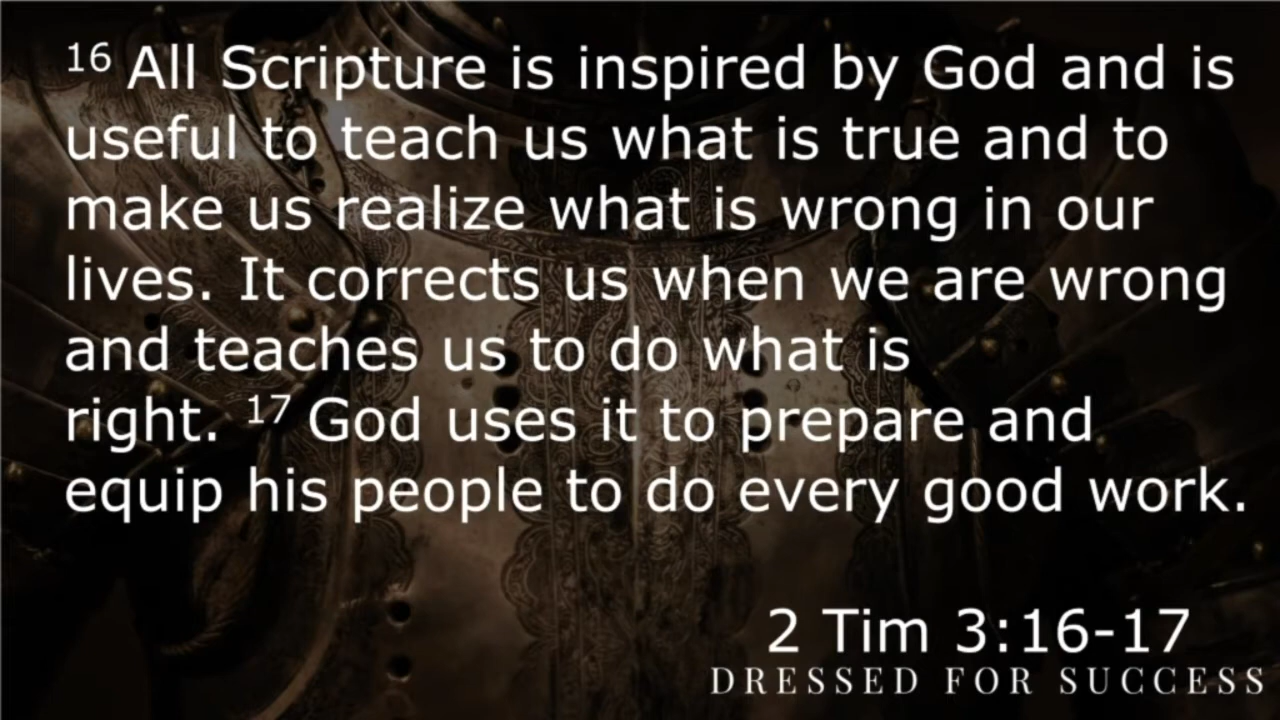 16 All Scripture is inspired by God and is
useful to teach us what is true and to
make us realize what is wrong in our
lives. It corrects us when we are wrong
and teaches us to do what is
right. 17 God uses it to prepare and
equip his people to do every good work.
2 Tim 3:16-17
DRESSED FOR SUCCESS